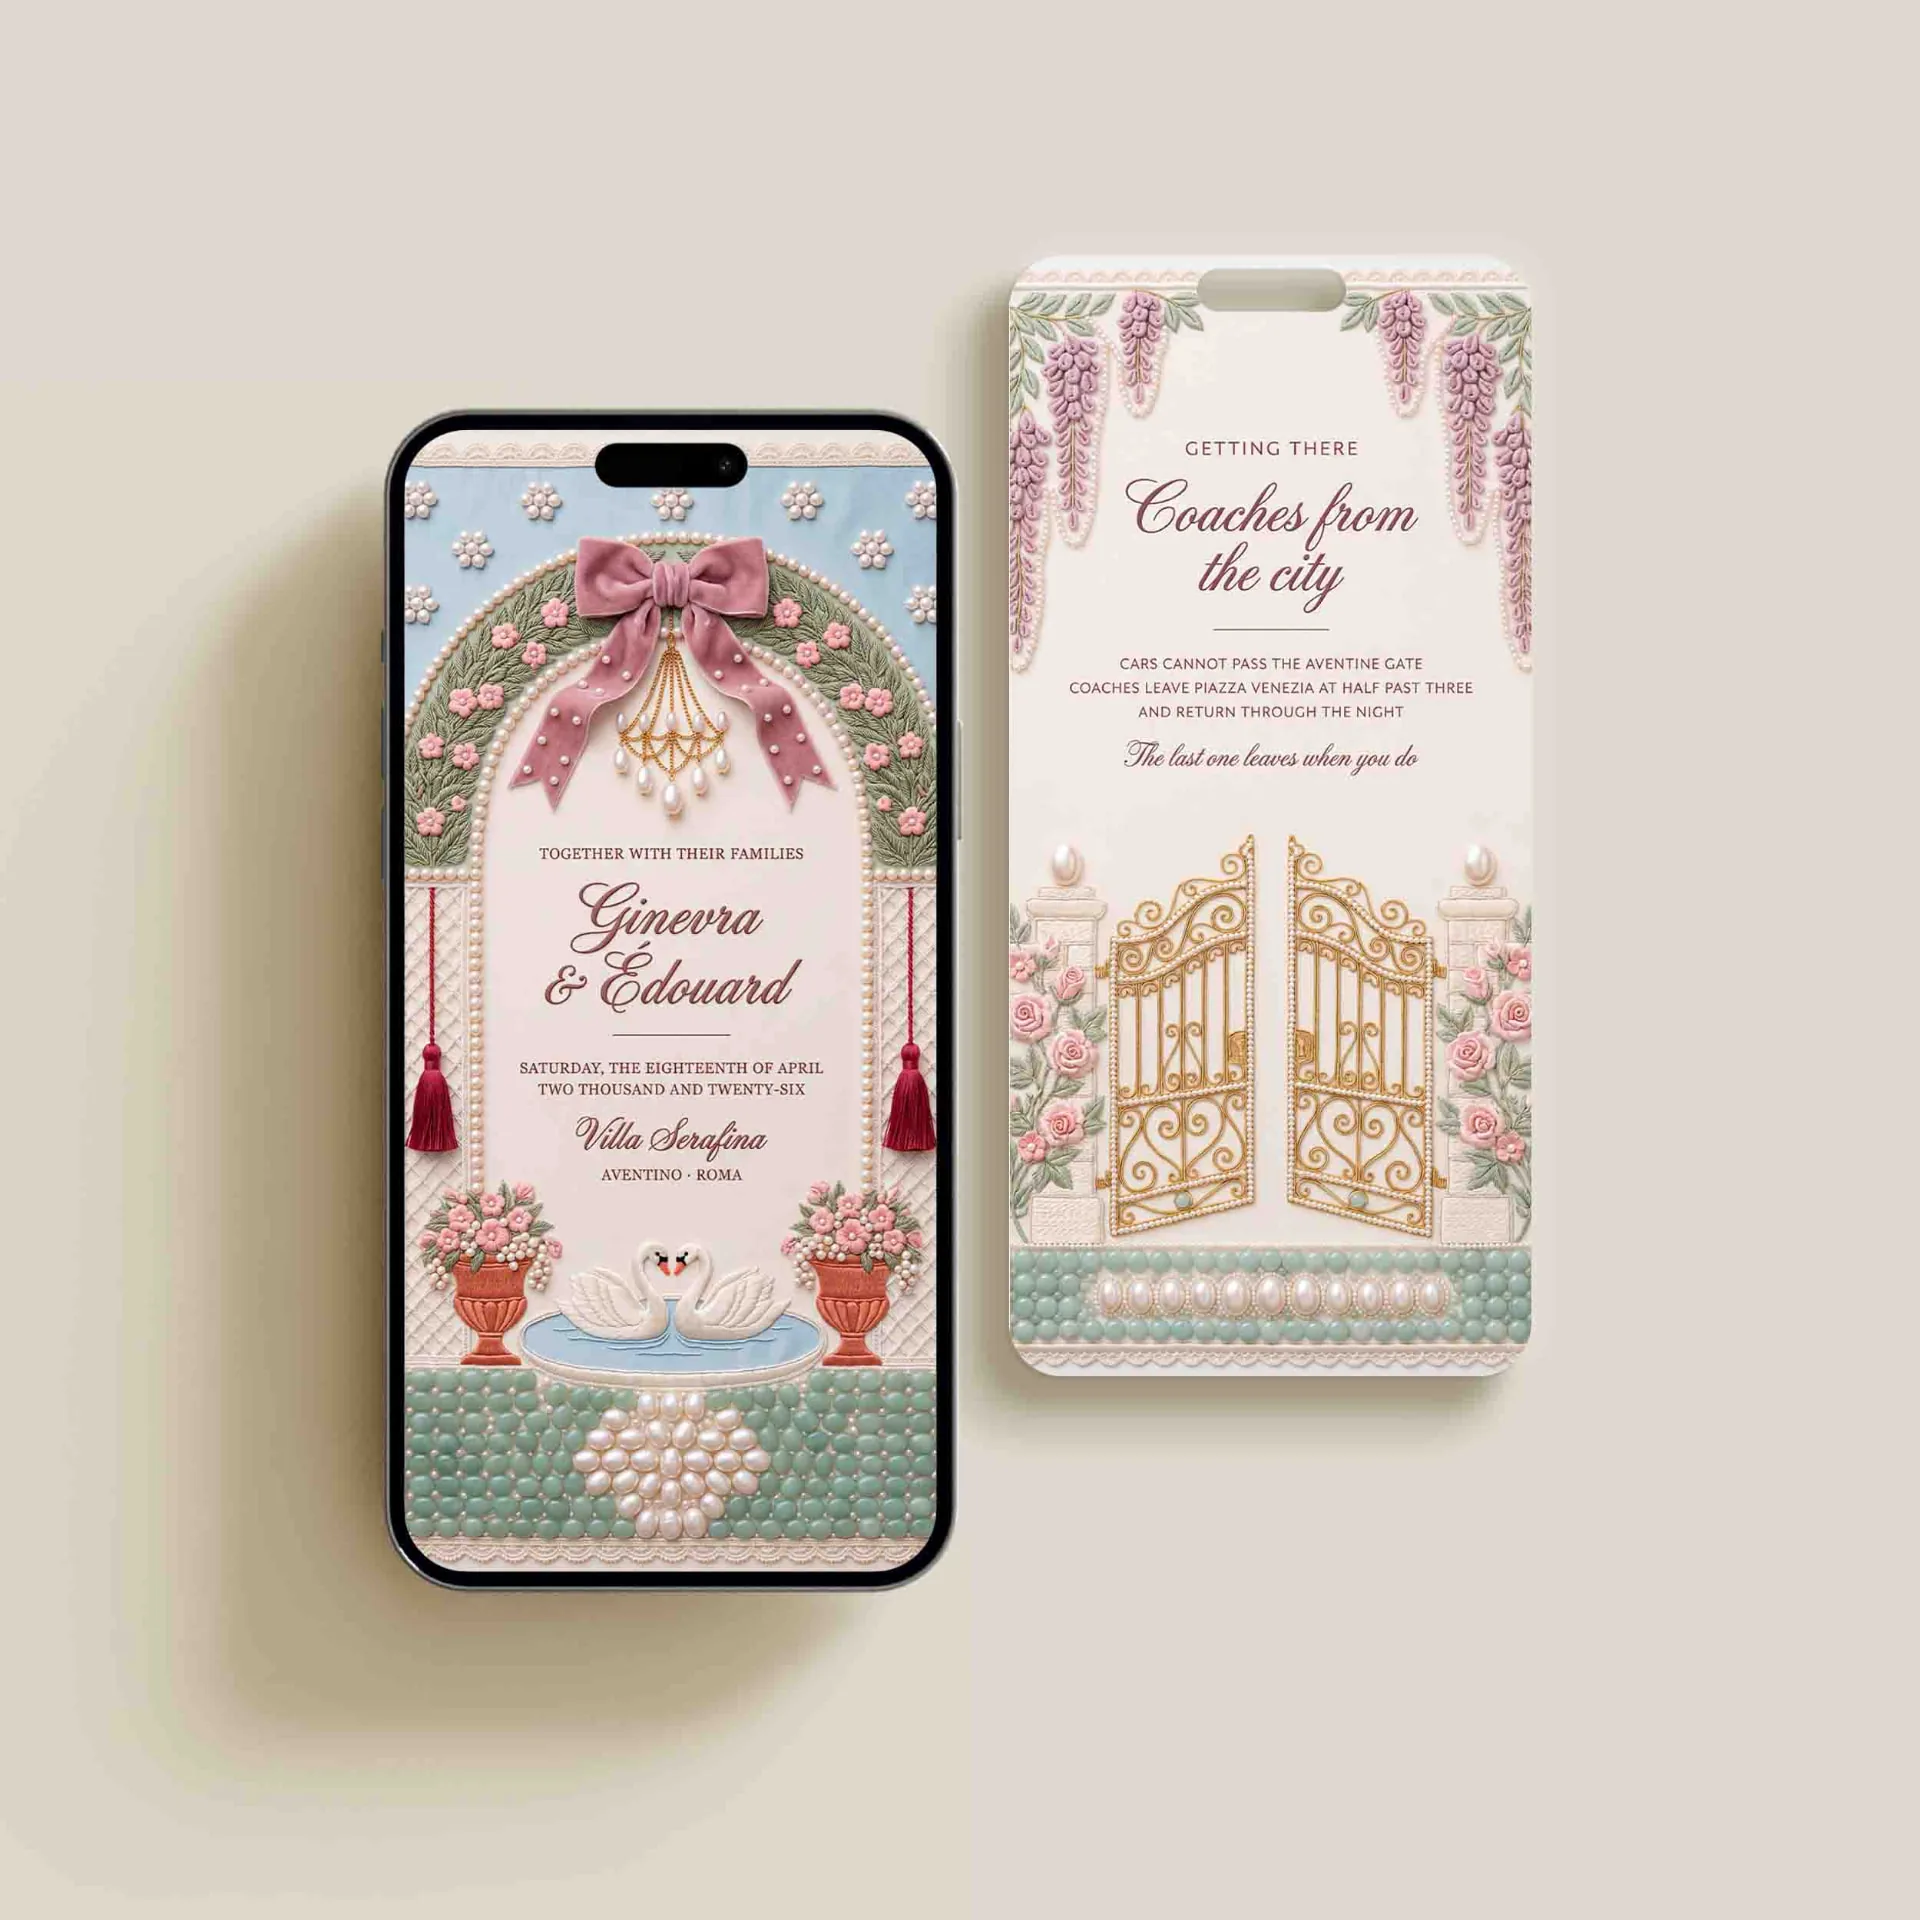 TOGETHER WITH THEIR FAMILIES
Ginevra
& Édouard
SATURDAY, THE EIGHTEENTH OF APRIL
TWO THOUSAND AND TWENTY-SIX
Villa Serafina
AVENTINO · ROMA
GETTING THERE
Coaches from
the city
CARS CANNOT PASS THE AVENTINE GATE
COACHES LEAVE PIAZZA VENEZIA AT HALF PAST THREE
AND RETURN THROUGH THE NIGHT
The last one leaves when you do